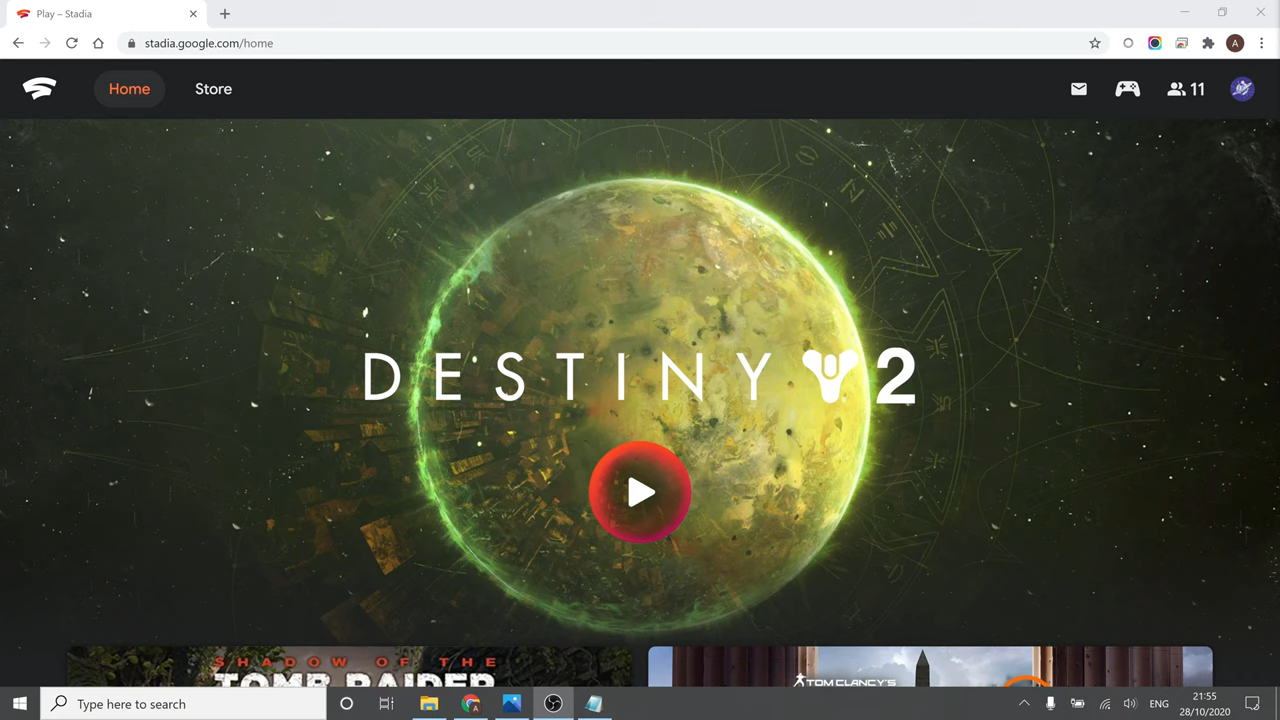 Play – Stadia
stadia.google.com/home
A
Home
Store
11
DESTINY 2
SHADOW OF THE
TOMB RAIDER
TOM CLANCY'S
Type here to search
ENG
21:55
28/10/2020